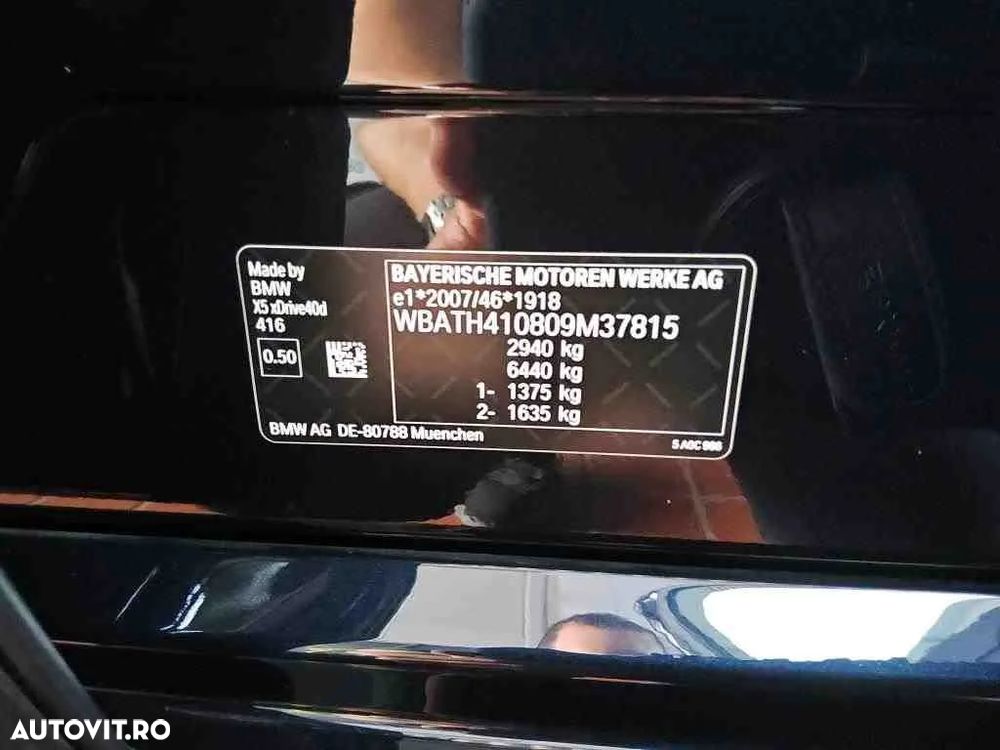 Made by
BMW
X5 xDrive40d
416
0.50
BAYERISCHE MOTOREN WERKE AG
e1*2007/46*1918
WBATH410809M37815
2940 kg
6440 kg
1- 1375 kg
2- 1635 kg
BMW AG DE-80788 Muenchen
AUTOVIT.RO